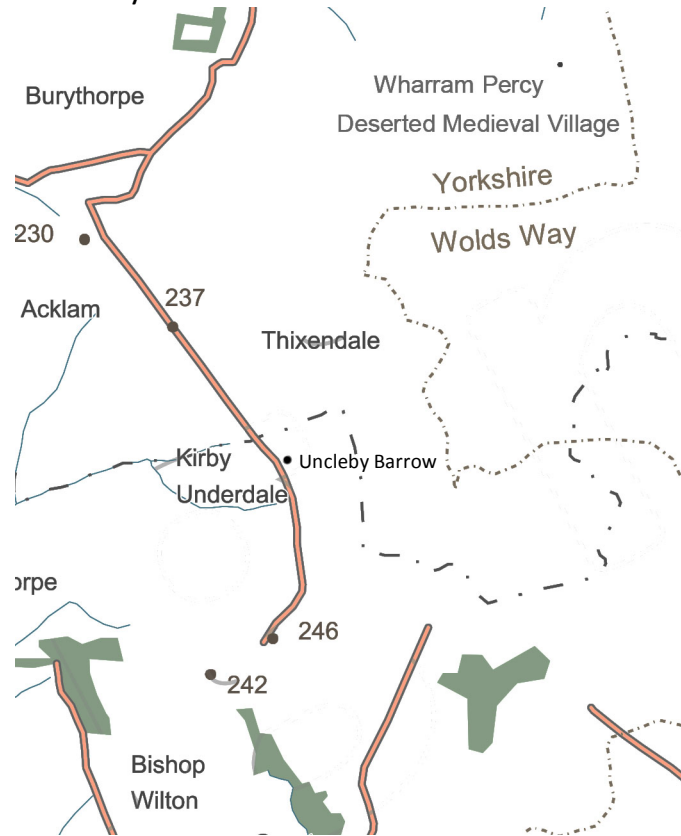 Burythorpe
Wharram Percy
Deserted Medieval Village
Yorkshire
Wolds Way
230
237
Acklam
Thixendale
Kirby
Underdale
Uncleby Barrow
orpe
246
242
Bishop
Wilton